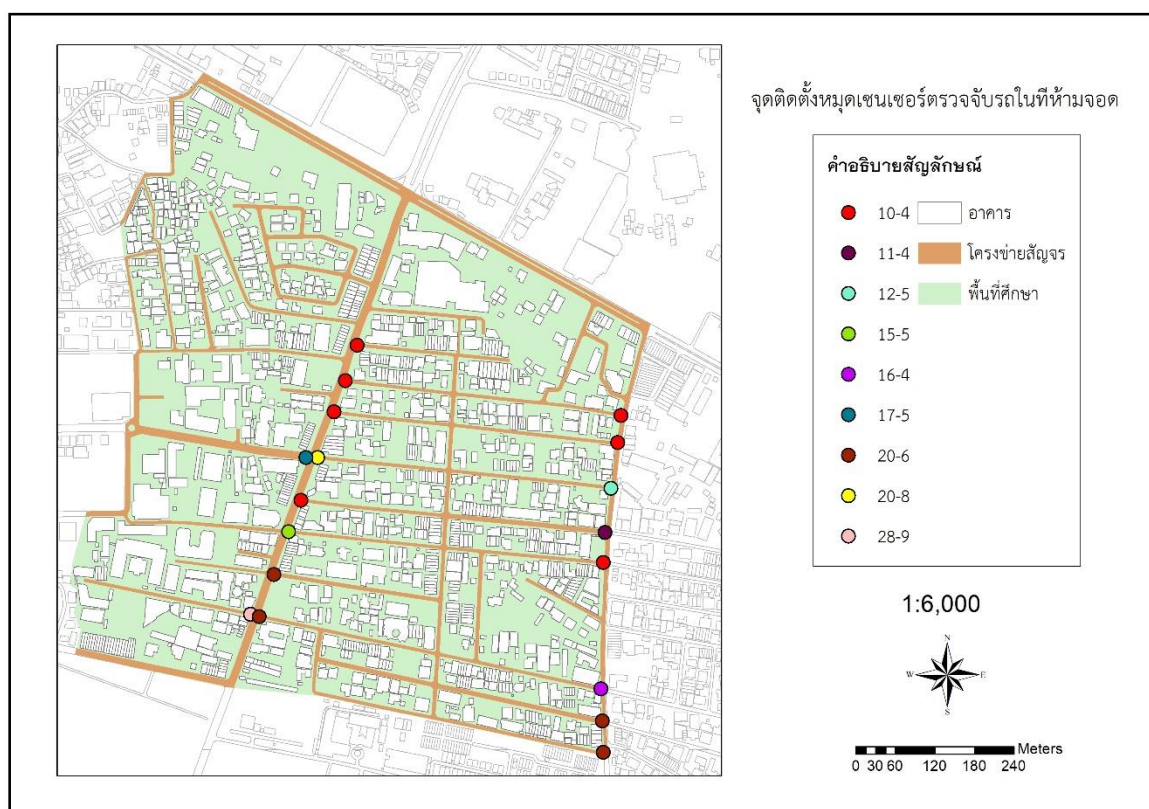 จุดติดตั้งหมุดเซนเซอร์ตรวจจับรถในที่ห้ามจอด
คำอธิบายสัญลักษณ์
10-4 อาคาร
11-4 โครงข่ายสัญจร
12-5 พื้นที่ศึกษา
15-5
16-4
17-5
20-6
20-8
28-9
1:6,000
N
W E
S
Meters
0 30 60 120 180 240